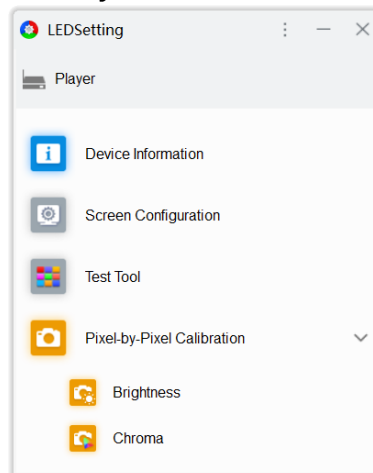 LEDSetting
Player
Device Information
Screen Configuration
Test Tool
Pixel-by-Pixel Calibration
Brightness
Chroma